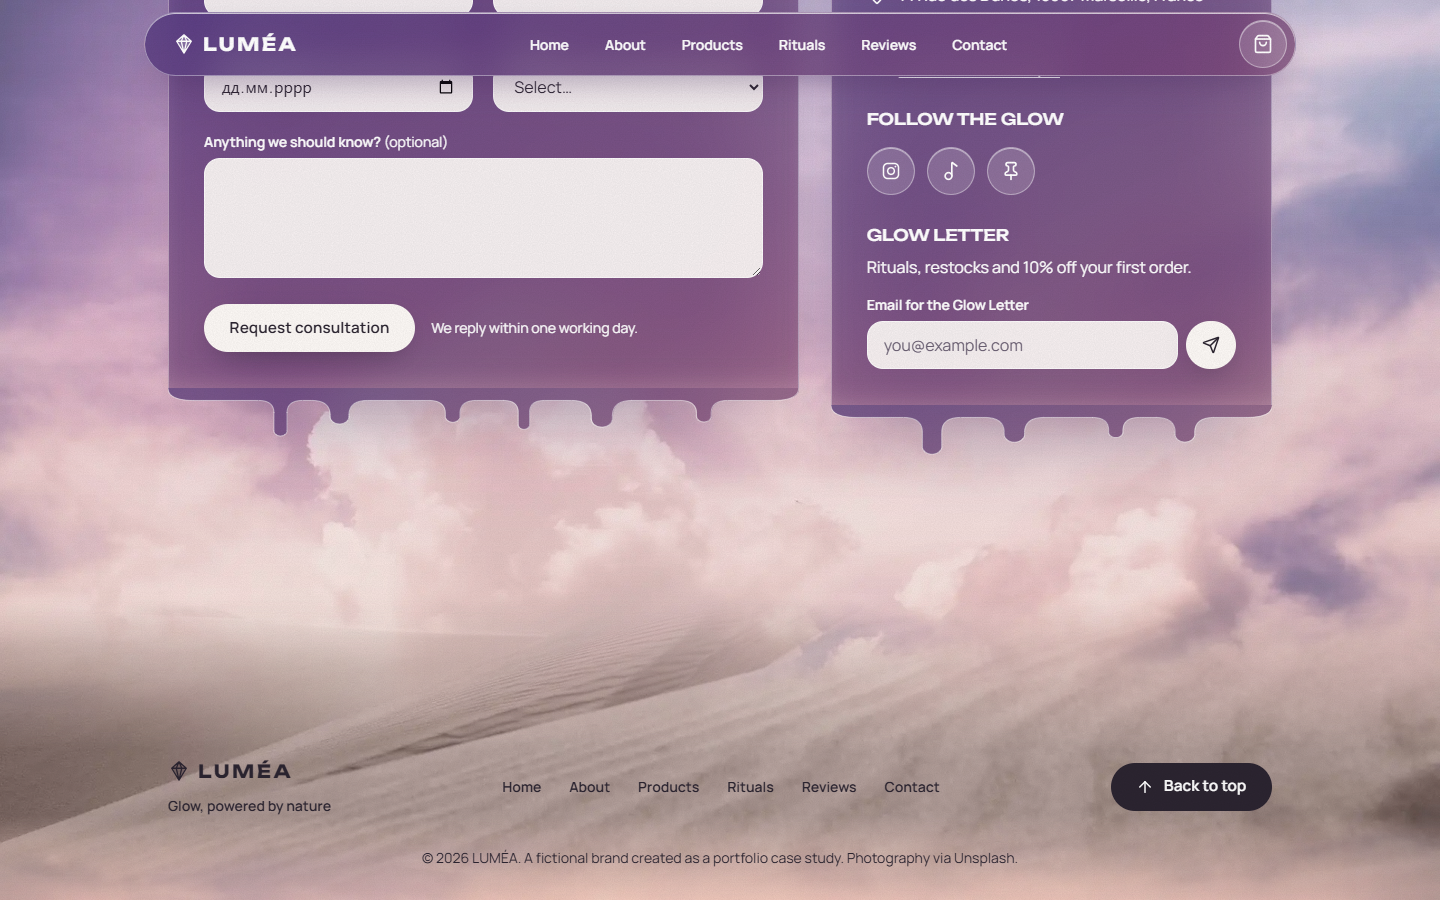 LUMÉA
Home
About
Products
Rituals
Reviews
Contact
дд.мм.рррр
Select...
Anything we should know? (optional)
Request consultation
We reply within one working day.
FOLLOW THE GLOW
GLOW LETTER
Rituals, restocks and 10% off your first order.
Email for the Glow Letter
you@example.com
LUMÉA
Glow, powered by nature
Home
About
Products
Rituals
Reviews
Contact
Back to top
© 2026 LUMÉA. A fictional brand created as a portfolio case study. Photography via Unsplash.